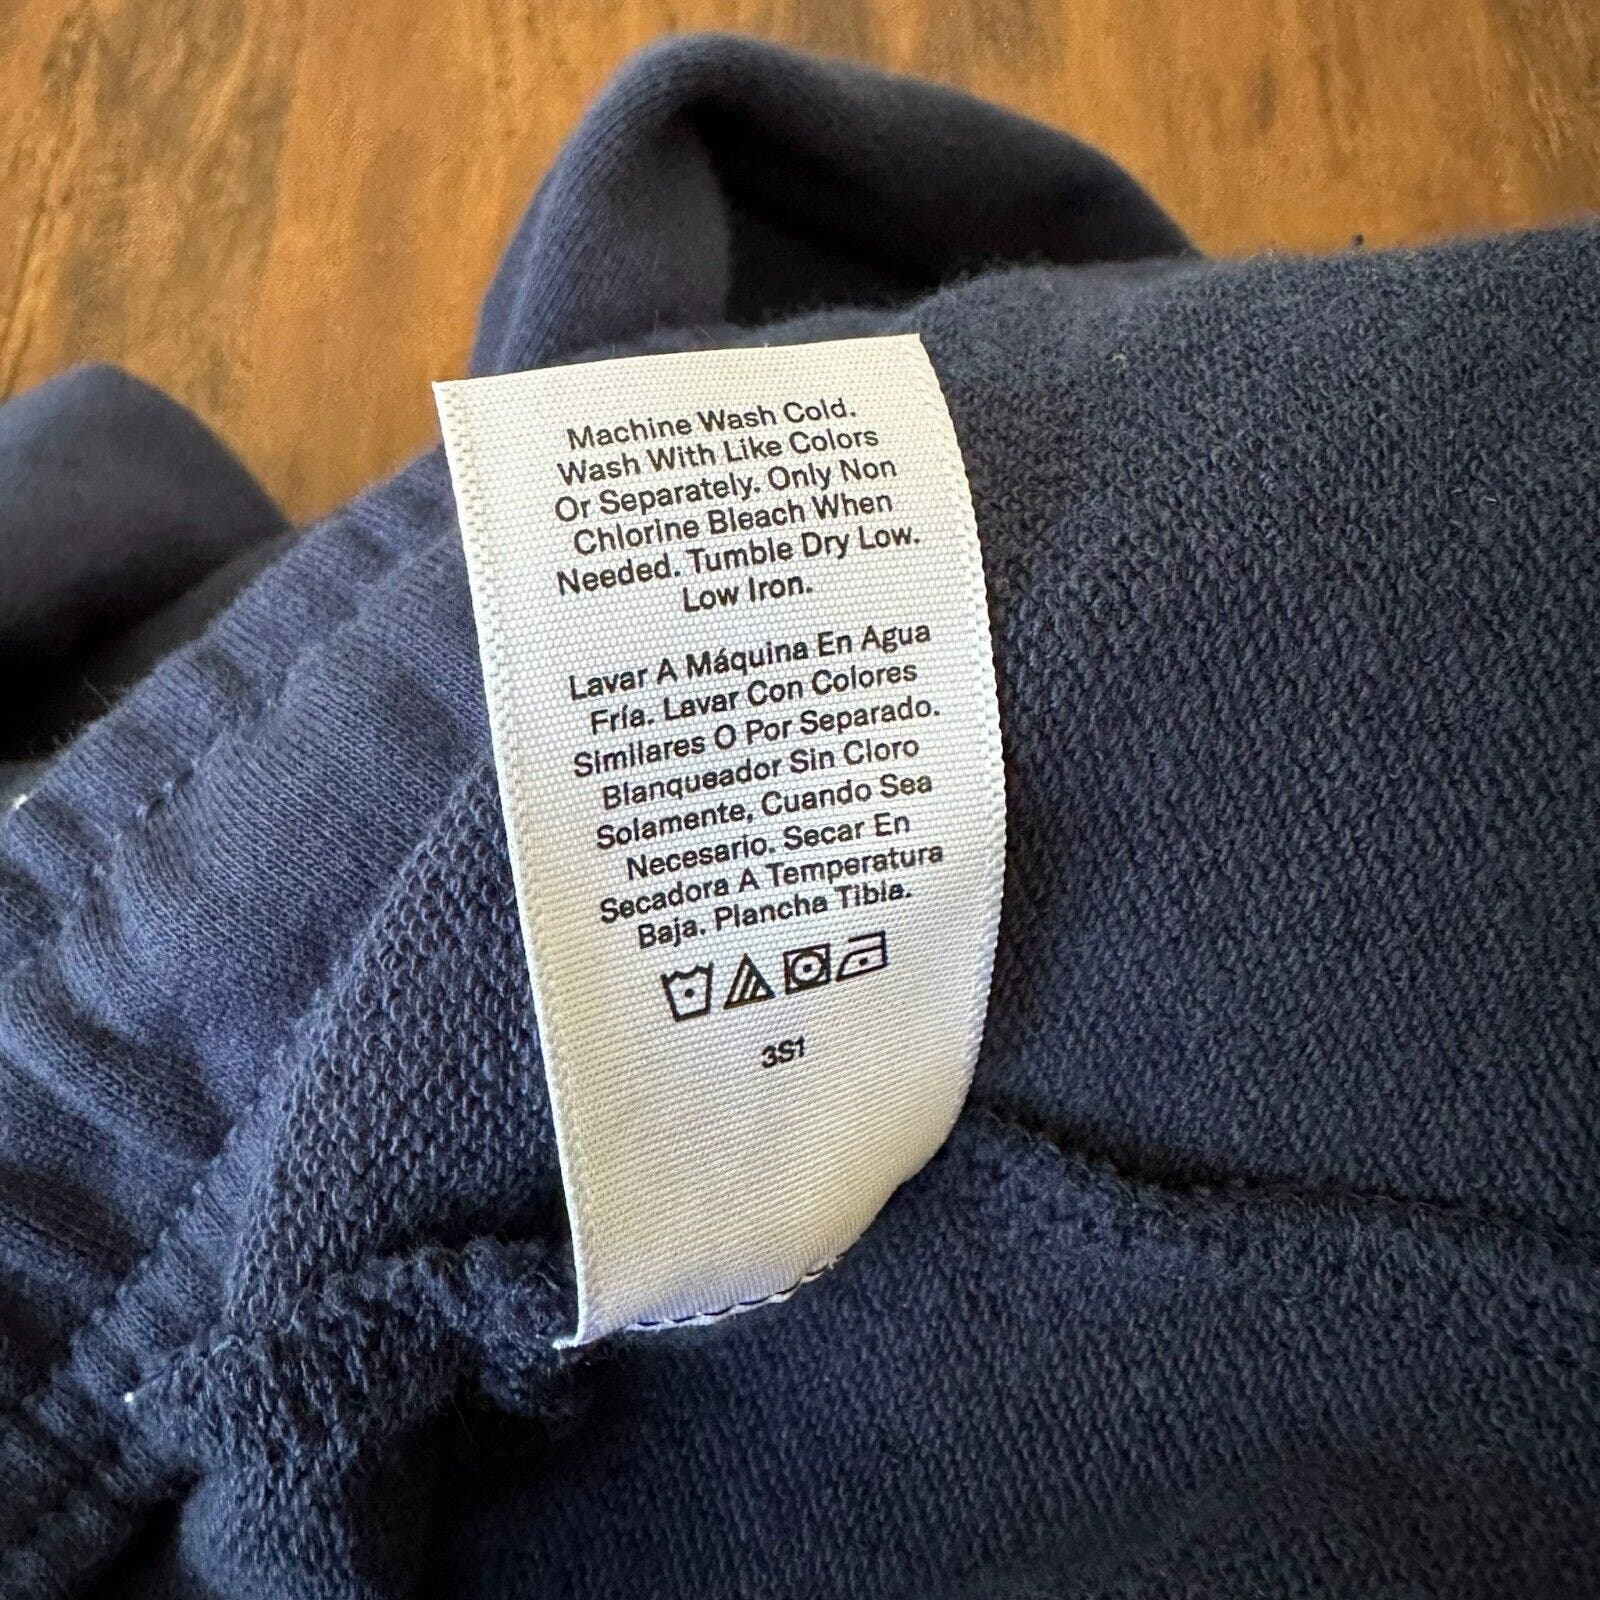 Machine Wash Cold.
Wash With Like Colors
Or Separately. Only Non
Chlorine Bleach When
Needed. Tumble Dry Low.
Low Iron.
Lavar A Máquina En Agua
Fría. Lavar Con Colores
Similares O Por Separado.
Blanqueador Sin Cloro
Solamente, Cuando Sea
Necesario. Secar En
Secadora A Temperatura
Baja. Plancha Tibia.
3S1